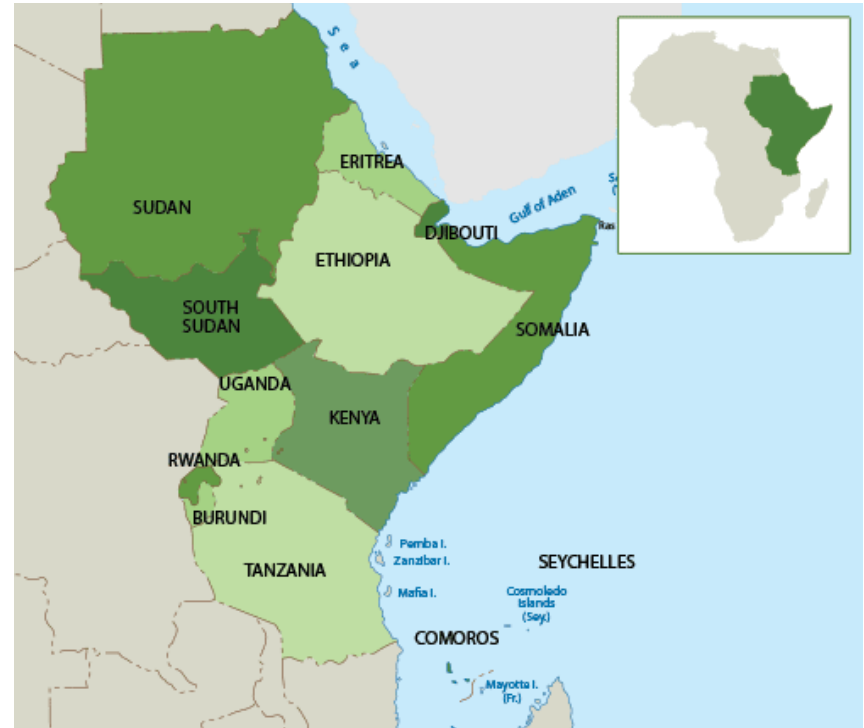 Sea
ERITREA
SUDAN
Gulf of Aden
DJIBOUTI
Ras
ETHIOPIA
SOUTH
SUDAN
SOMALIA
UGANDA
KENYA
RWANDA
BURUNDI
Pemba I.
Zanzibar I.
SEYCHELLES
TANZANIA
Mafia I.
Cosmoledo
Islands
(Sey.)
COMOROS
Mayotte I.
(Fr.)